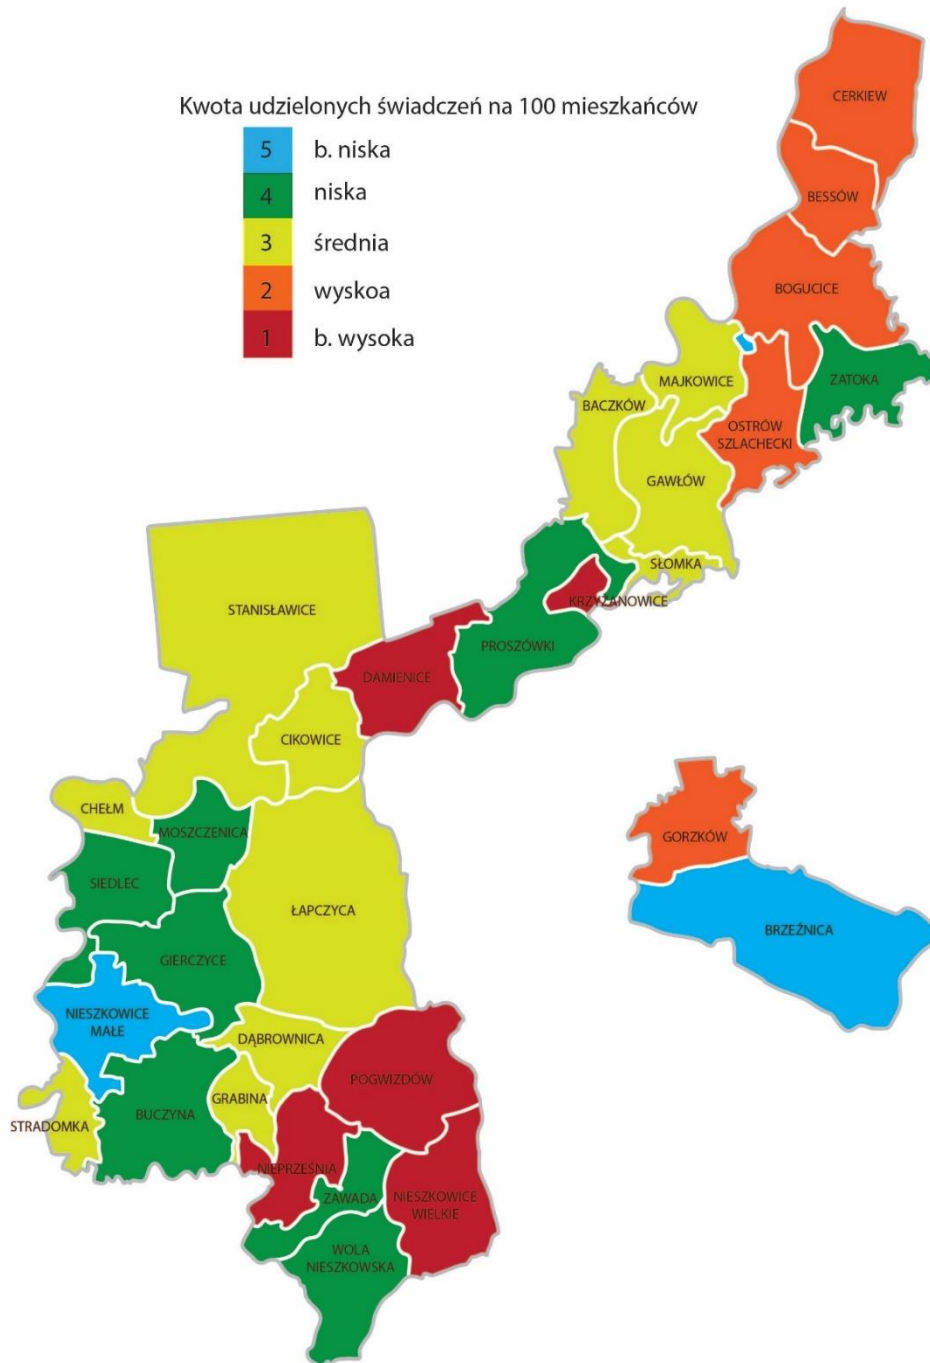 Kwota udzielonych świadczeń na 100 mieszkańców
5 b. niska
4 niska
3 średnia
2 wyskoa
1 b. wysoka
CERKIEW
BESSÓW
BOGUCICE
ZATOKA
MAJKOWICE
BACZKÓW
OSTRÓW
SZLACHECKI
GAWŁÓW
SŁOMKA
KRZYŻANOWICE
STANISŁAWICE
PROSZÓWKI
DAMIENICE
CIKOWICE
CHEŁM
MOSZCZENICA
GORZKÓW
SIEDLEC
ŁAPCZYCA
BRZEŹNICA
GIERCZYCE
NIESZKOWICE
MAŁE
DĄBROWNICA
POGWIZDÓW
GRABINA
BUCZYNA
STRADOMKA
NIEPRZEŚNIA
ZAWADA
NIESZKOWICE
WIELKIE
WOLA
NIESZKOWSKA